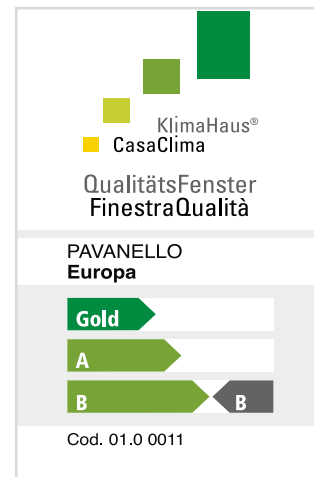 KlimaHaus®
CasaClima
QualitätsFenster
FinestraQualità
PAVANELLO
Europa
Gold
A
B B
Cod. 01.0 0011